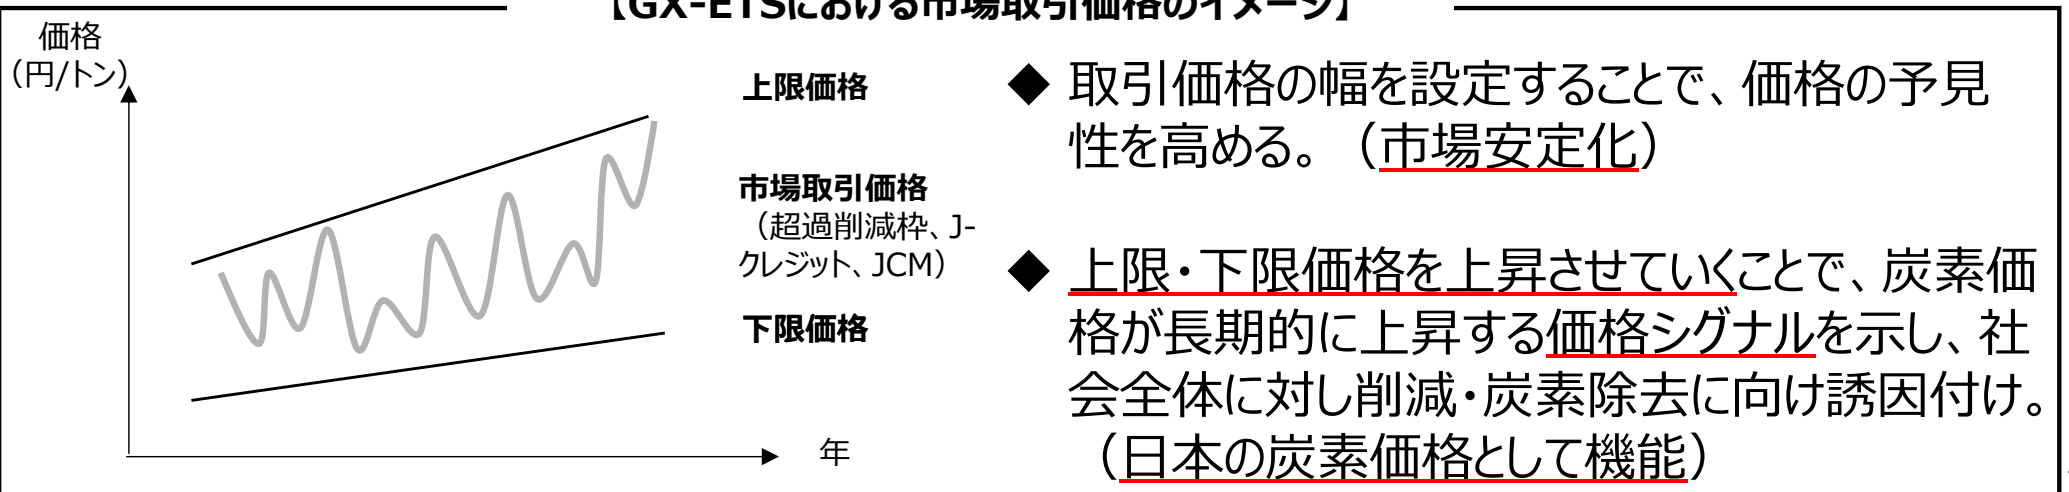 【GX-ETSにおける市場取引価格のイメージ】
価格
（円/トン）
上限価格
市場取引価格
（超過削減枠、J-
クレジット、JCM）
下限価格
年
◆ 取引価格の幅を設定することで、価格の予見
性を高める。（市場安定化）
◆ 上限・下限価格を上昇させていくことで、炭素価
格が長期的に上昇する価格シグナルを示し、社
会全体に対し削減・炭素除去に向け誘因付け。
（日本の炭素価格として機能）